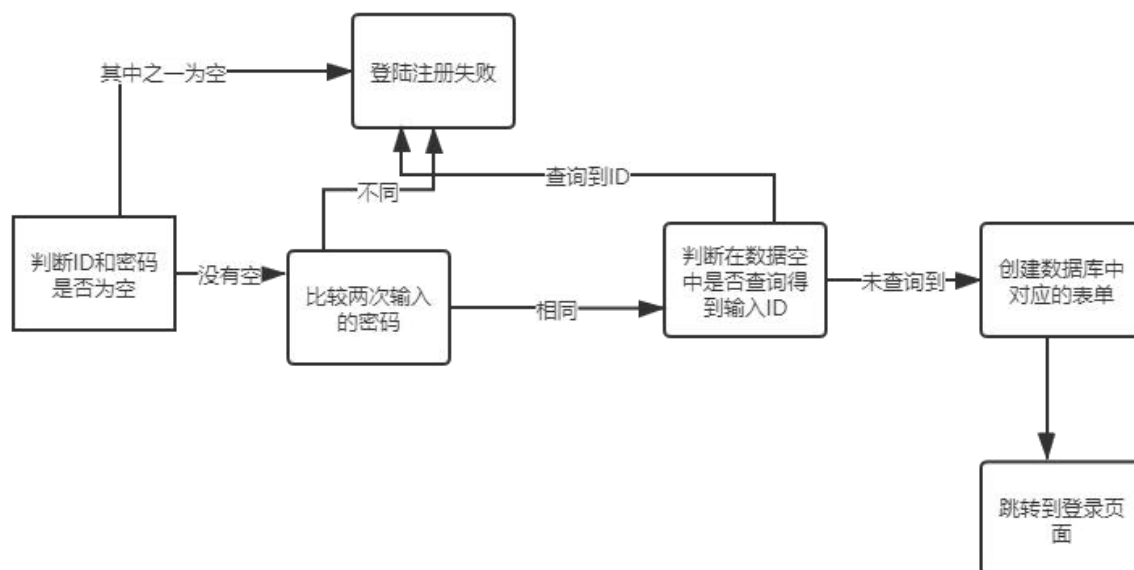 登陆注册失败
其中之一为空
查询到ID
不同
判断ID和密码
是否为空
没有空
比较两次输入
的密码
相同
判断在数据空
中是否查询得
到输入ID
未查询到
创建数据库中
对应的表单
跳转到登录页
面